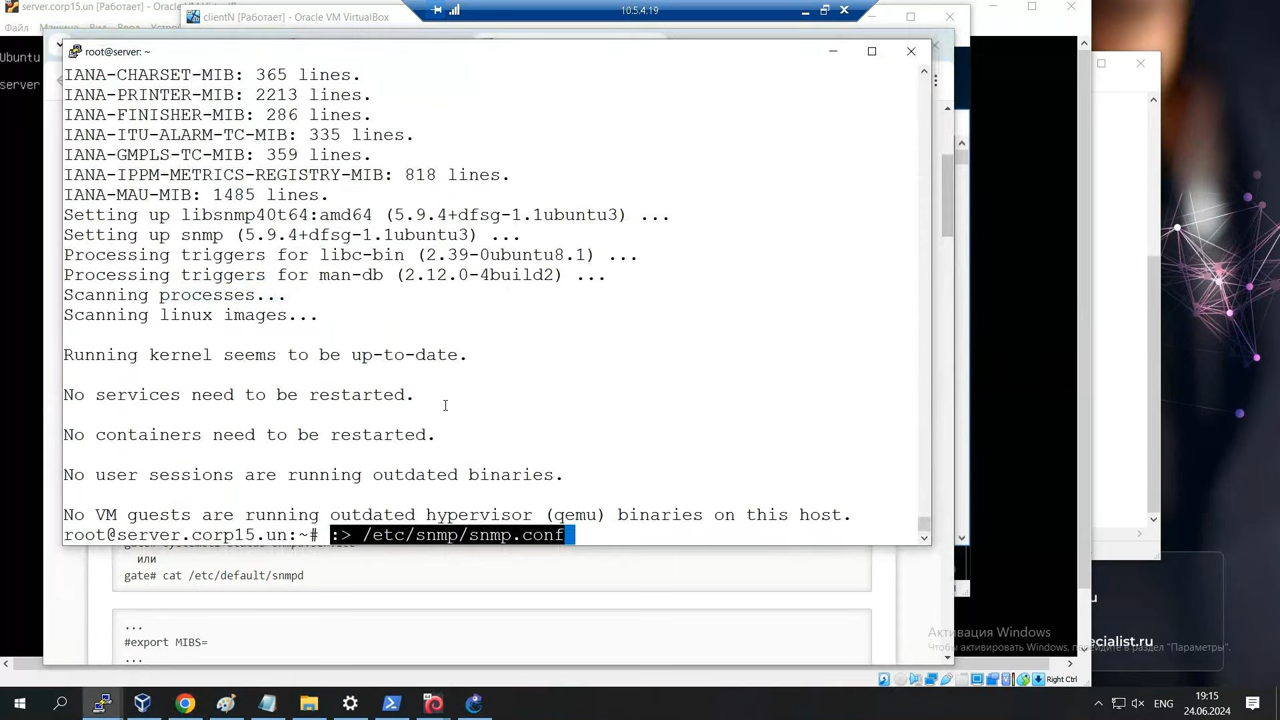 server.corp15.un [Работает] - Or
clientN [Работает] - Oracle VM VirtualBox
10.5.4.19
Файл
Ubuntu
server
root@server: ~
IANA-CHARSET-MIB: 365 lines.
IANA-PRINTER-MIB: 2213 lines.
IANA-FINISHER-MIB: 286 lines.
IANA-ITU-ALARM-TC-MIB: 335 lines.
IANA-GMPLS-TC-MIB: 359 lines.
IANA-IPPM-METRICS-REGISTRY-MIB: 818 lines.
IANA-MAU-MIB: 1485 lines.
Setting up libsnmp40t64:amd64 (5.9.4+dfsg-1.1ubuntu3) ...
Setting up snmp (5.9.4+dfsg-1.1ubuntu3) ...
Processing triggers for libc-bin (2.39-0ubuntu8.1) ...
Processing triggers for man-db (2.12.0-4build2) ...
Scanning processes...
Scanning linux images...
Running kernel seems to be up-to-date.
No services need to be restarted.
No containers need to be restarted.
No user sessions are running outdated binaries.
No VM guests are running outdated hypervisor (qemu) binaries on this host.
root@server.corp15.un:~# :> /etc/snmp/snmp.conf
или
gate# cat /etc/default/snmpd
...
#export MIBS=
...
u
ecialist.ru
Активация Windows
Чтобы активировать Windows, перейдите в раздел "Параметры".
Right Ctrl
ENG
19:15
24.06.2024